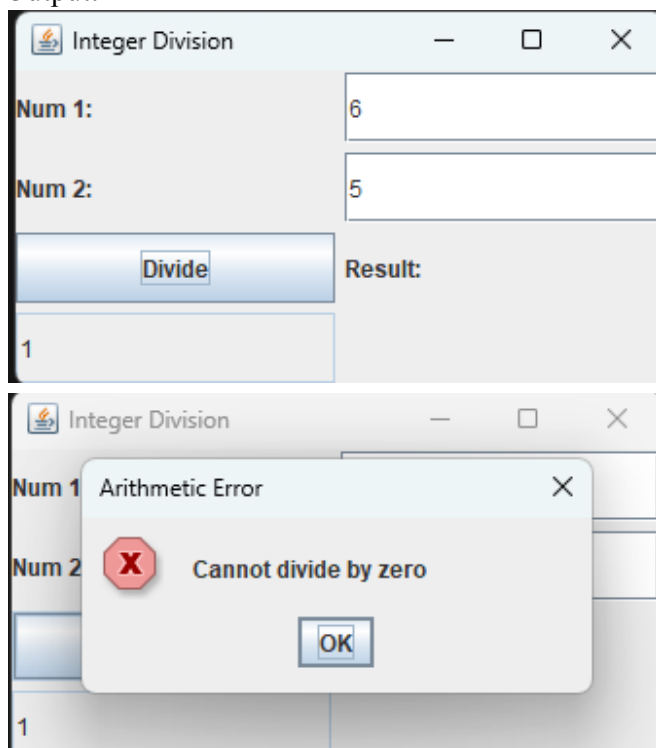 Output:
Integer Division
Num 1:
6
Num 2:
5
Divide
Result:
1
Integer Division
Num 1
Arithmetic Error
Num 2
Cannot divide by zero
OK
1